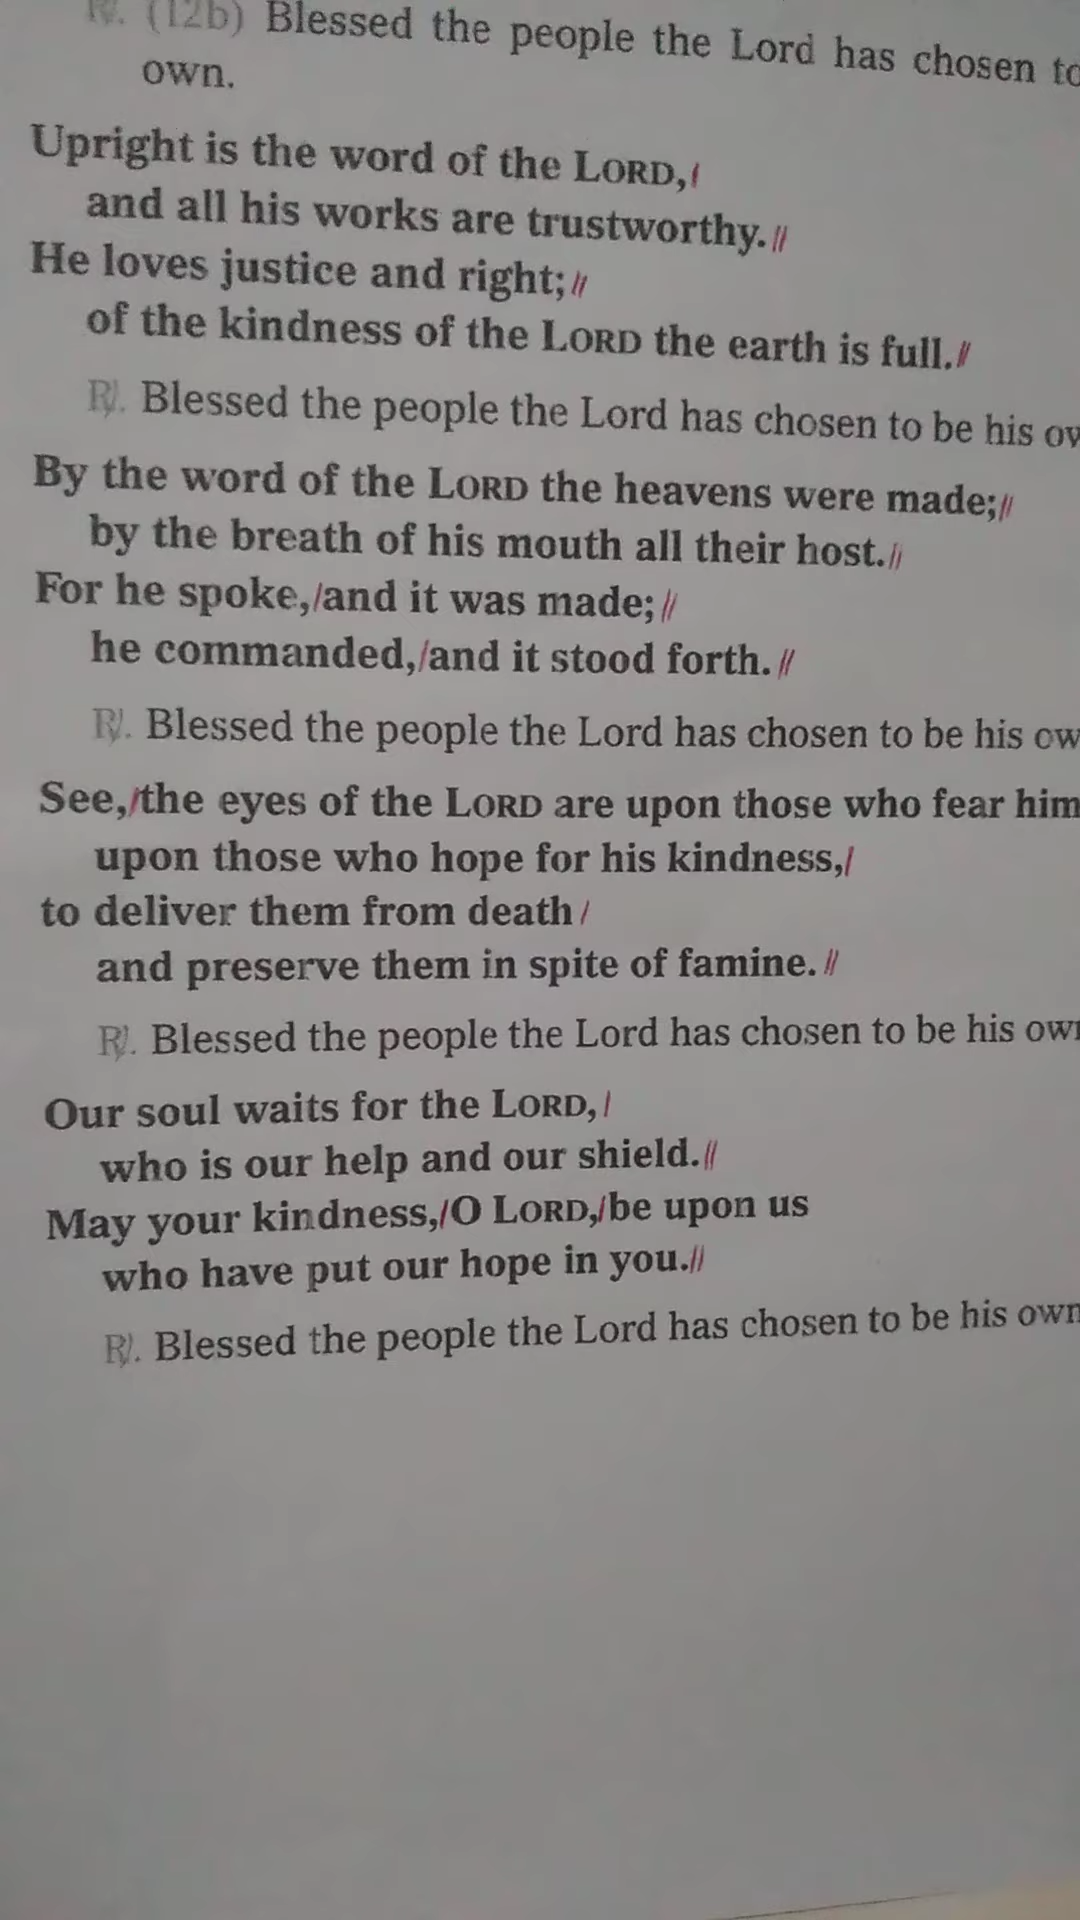 ℟. (12b) Blessed the people the Lord has chosen to
own.
Upright is the word of the LORD,/
and all his works are trustworthy.//
He loves justice and right;//
of the kindness of the LORD the earth is full.//
℟. Blessed the people the Lord has chosen to be his ow
By the word of the LORD the heavens were made;//
by the breath of his mouth all their host.//
For he spoke,/and it was made;//
he commanded,/and it stood forth.//
℟. Blessed the people the Lord has chosen to be his ow
See,/the eyes of the LORD are upon those who fear him
upon those who hope for his kindness,/
to deliver them from death/
and preserve them in spite of famine.//
℟. Blessed the people the Lord has chosen to be his own
Our soul waits for the LORD,/
who is our help and our shield.//
May your kindness,/O LORD,/be upon us
who have put our hope in you.//
℟. Blessed the people the Lord has chosen to be his own